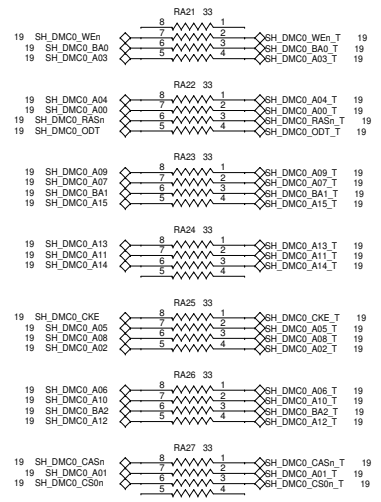 RA21 33
8 1
19 SH_DMC0_WEn 7 2 SH_DMC0_WEn_T 19
19 SH_DMC0_BA0 6 3 SH_DMC0_BA0_T 19
19 SH_DMC0_A03 5 4 SH_DMC0_A03_T 19
RA22 33
19 SH_DMC0_A04 8 1 SH_DMC0_A04_T 19
19 SH_DMC0_A00 7 2 SH_DMC0_A00_T 19
19 SH_DMC0_RASn 6 3 SH_DMC0_RASn_T 19
19 SH_DMC0_ODT 5 4 SH_DMC0_ODT_T 19
RA23 33
19 SH_DMC0_A09 8 1 SH_DMC0_A09_T 19
19 SH_DMC0_A07 7 2 SH_DMC0_A07_T 19
19 SH_DMC0_BA1 6 3 SH_DMC0_BA1_T 19
19 SH_DMC0_A15 5 4 SH_DMC0_A15_T 19
RA24 33
19 SH_DMC0_A13 8 1 SH_DMC0_A13_T 19
19 SH_DMC0_A11 7 2 SH_DMC0_A11_T 19
19 SH_DMC0_A14 6 3 SH_DMC0_A14_T 19
5 4
RA25 33
19 SH_DMC0_CKE 8 1 SH_DMC0_CKE_T 19
19 SH_DMC0_A05 7 2 SH_DMC0_A05_T 19
19 SH_DMC0_A08 6 3 SH_DMC0_A08_T 19
19 SH_DMC0_A02 5 4 SH_DMC0_A02_T 19
RA26 33
19 SH_DMC0_A06 8 1 SH_DMC0_A06_T 19
19 SH_DMC0_A10 7 2 SH_DMC0_A10_T 19
19 SH_DMC0_BA2 6 3 SH_DMC0_BA2_T 19
19 SH_DMC0_A12 5 4 SH_DMC0_A12_T 19
RA27 33
19 SH_DMC0_CASn 8 1 SH_DMC0_CASn_T 19
19 SH_DMC0_A01 7 2 SH_DMC0_A01_T 19
19 SH_DMC0_CS0n 6 3 SH_DMC0_CS0n_T 19
5 4